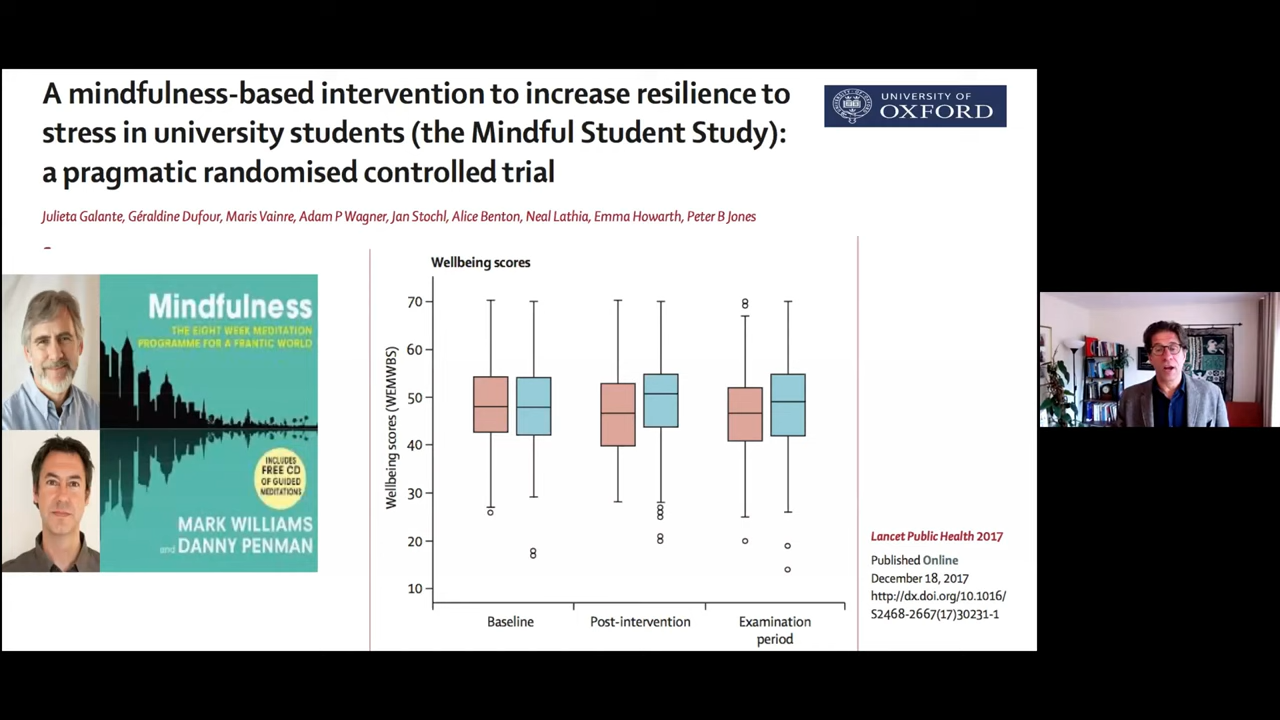 A mindfulness-based intervention to increase resilience to
stress in university students (the Mindful Student Study):
a pragmatic randomised controlled trial
UNIVERSITY OF
OXFORD
Julieta Galante, Géraldine Dufour, Maris Vainre, Adam P Wagner, Jan Stochl, Alice Benton, Neal Lathia, Emma Howarth, Peter B Jones
Mindfulness
THE EIGHT WEEK MEDITATION
PROGRAMME FOR A FRANTIC WORLD
INCLUDES
FREE CD
OF GUIDED
MEDITATIONS
MARK WILLIAMS
and DANNY PENMAN
Wellbeing scores
Wellbeing scores (WEMWBS)
70
60
50
40
30
20
10
Baseline
Post-intervention
Examination
period
Lancet Public Health 2017
Published Online
December 18, 2017
http://dx.doi.org/10.1016/
S2468-2667(17)30231-1